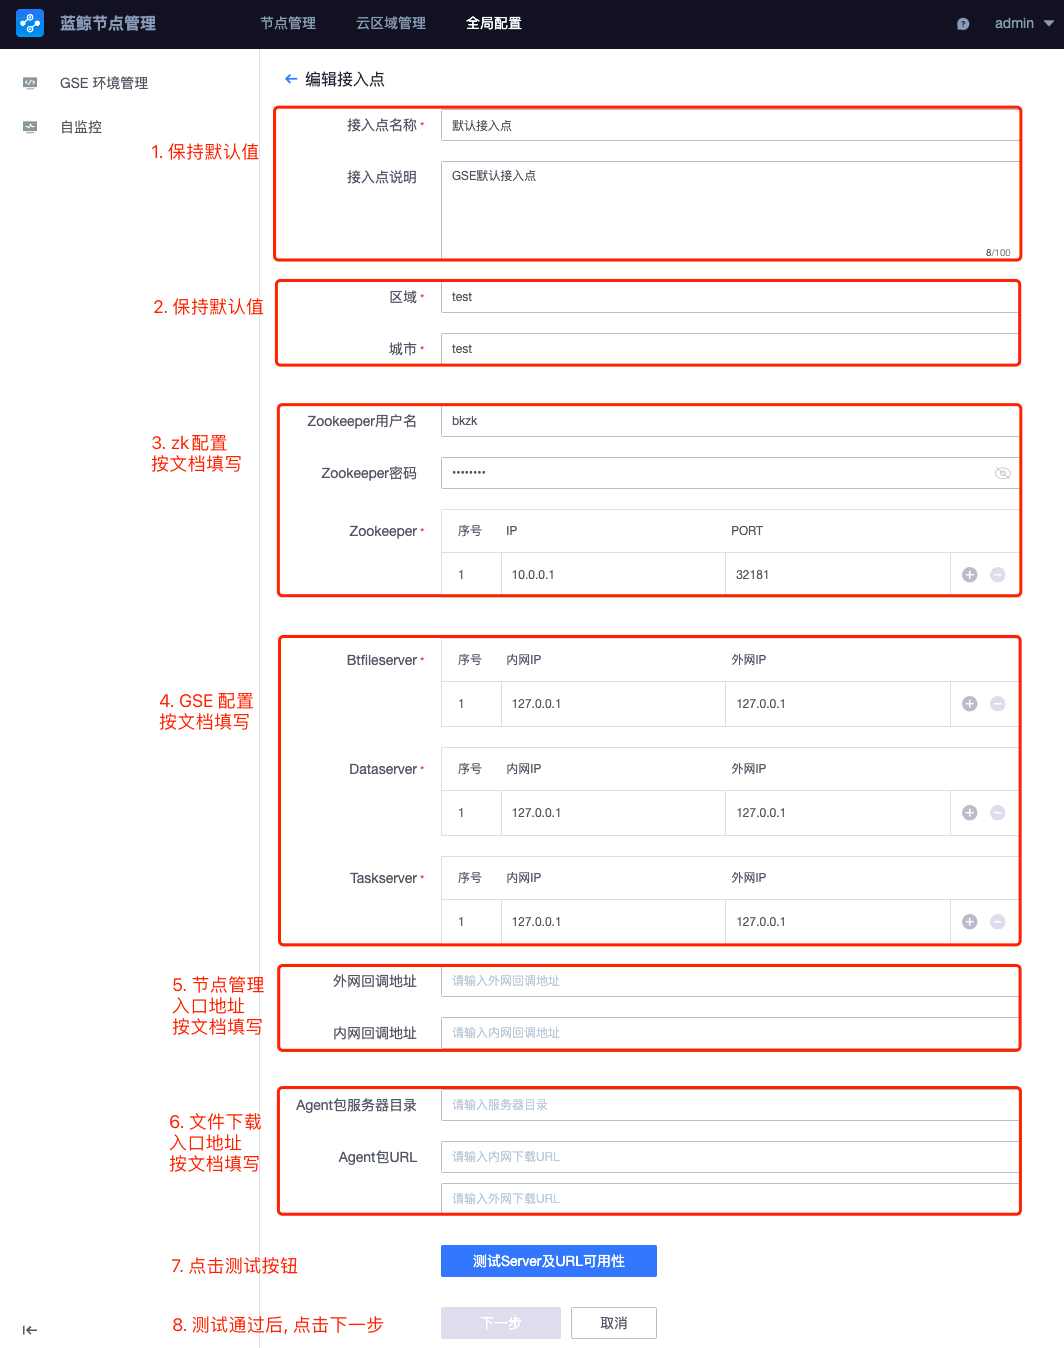 蓝鲸节点管理
节点管理
云区域管理
全局配置
admin
GSE 环境管理
自监控
编辑接入点
1. 保持默认值
接入点名称 *
默认接入点
接入点说明
GSE默认接入点
8/100
2. 保持默认值
区域 *
test
城市 *
test
3. zk配置
按文档填写
Zookeeper用户名
bkzk
Zookeeper密码
••••••••
Zookeeper *
序号 IP PORT
1 10.0.0.1 32181
4. GSE 配置
按文档填写
Btfileserver *
序号 内网IP 外网IP
1 127.0.0.1 127.0.0.1
Dataserver *
序号 内网IP 外网IP
1 127.0.0.1 127.0.0.1
Taskserver *
序号 内网IP 外网IP
1 127.0.0.1 127.0.0.1
5. 节点管理
入口地址
按文档填写
外网回调地址
请输入外网回调地址
内网回调地址
请输入内网回调地址
6. 文件下载
入口地址
按文档填写
Agent包服务器目录
请输入服务器目录
Agent包URL
请输入内网下载URL
请输入外网下载URL
7. 点击测试按钮
测试Server及URL可用性
8. 测试通过后, 点击下一步
下一步
取消